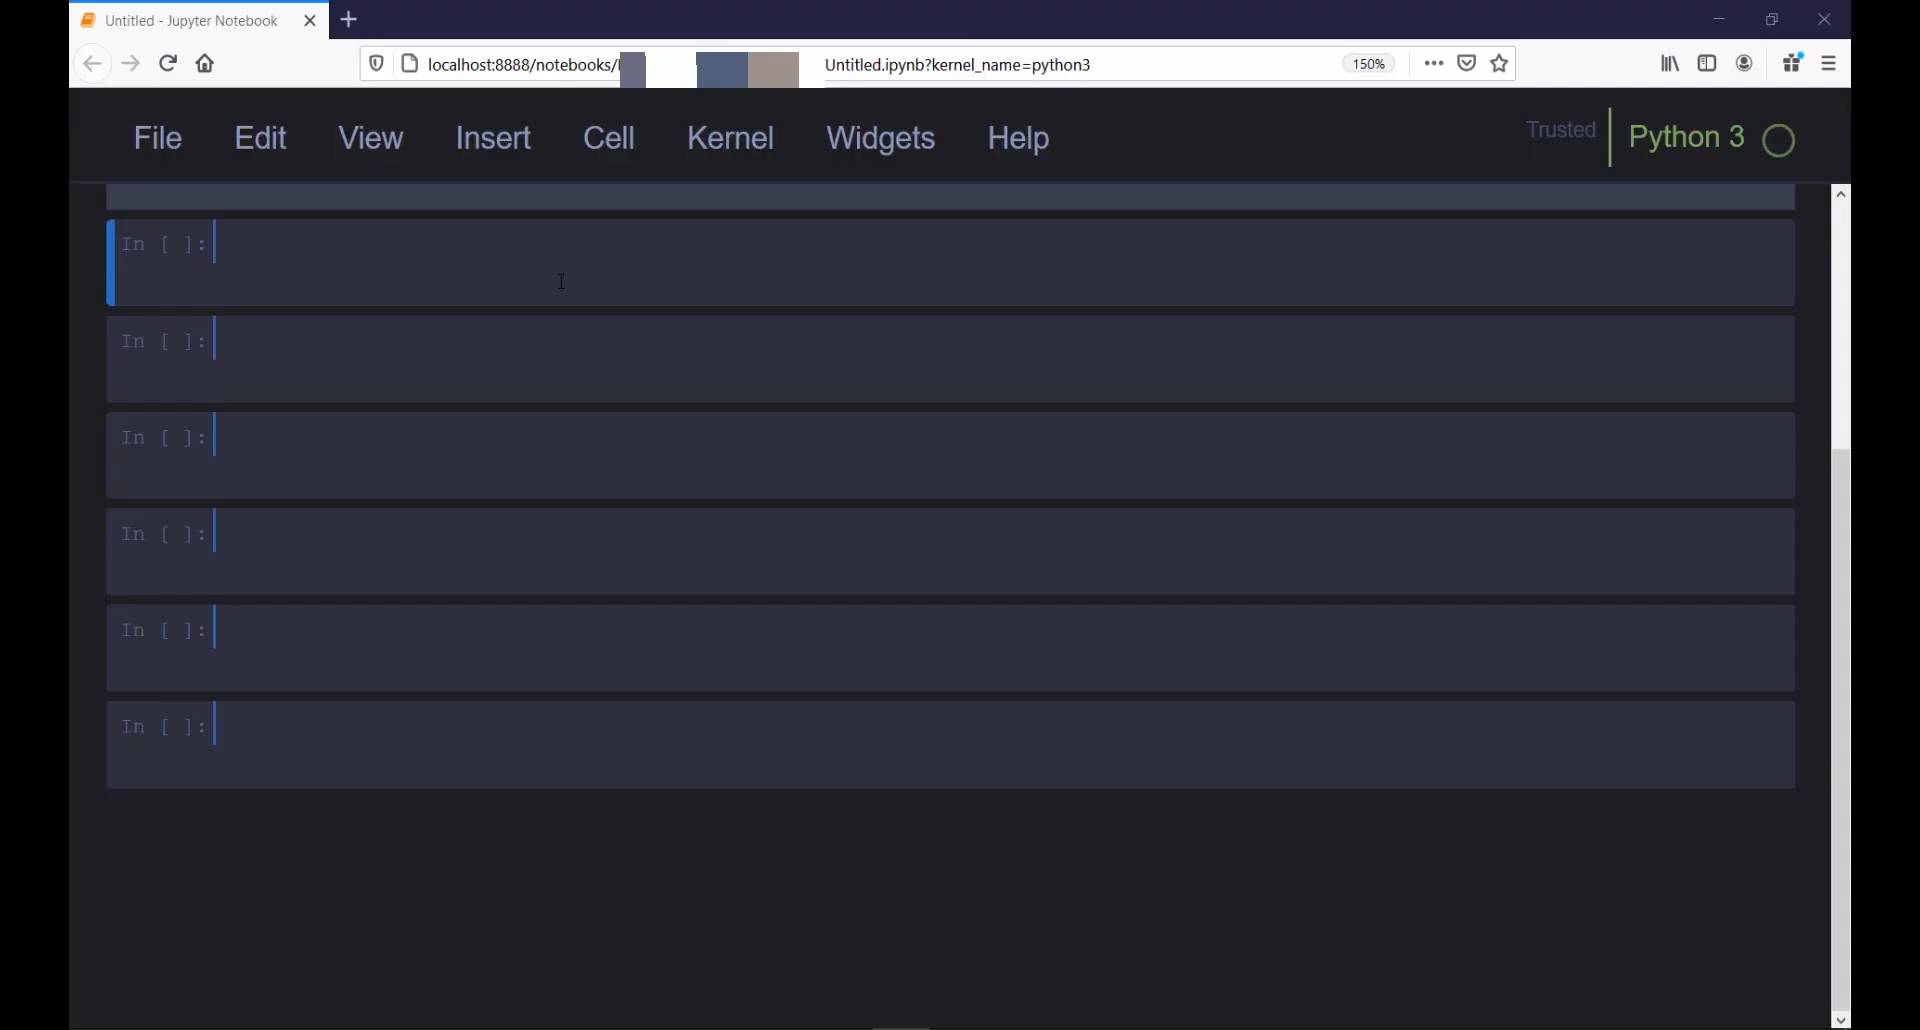 Untitled - Jupyter Notebook
localhost:8888/notebooks/ Untitled.ipynb?kernel_name=python3 150%
File Edit View Insert Cell Kernel Widgets Help Trusted Python 3
In [ ]:
In [ ]:
In [ ]:
In [ ]:
In [ ]:
In [ ]: